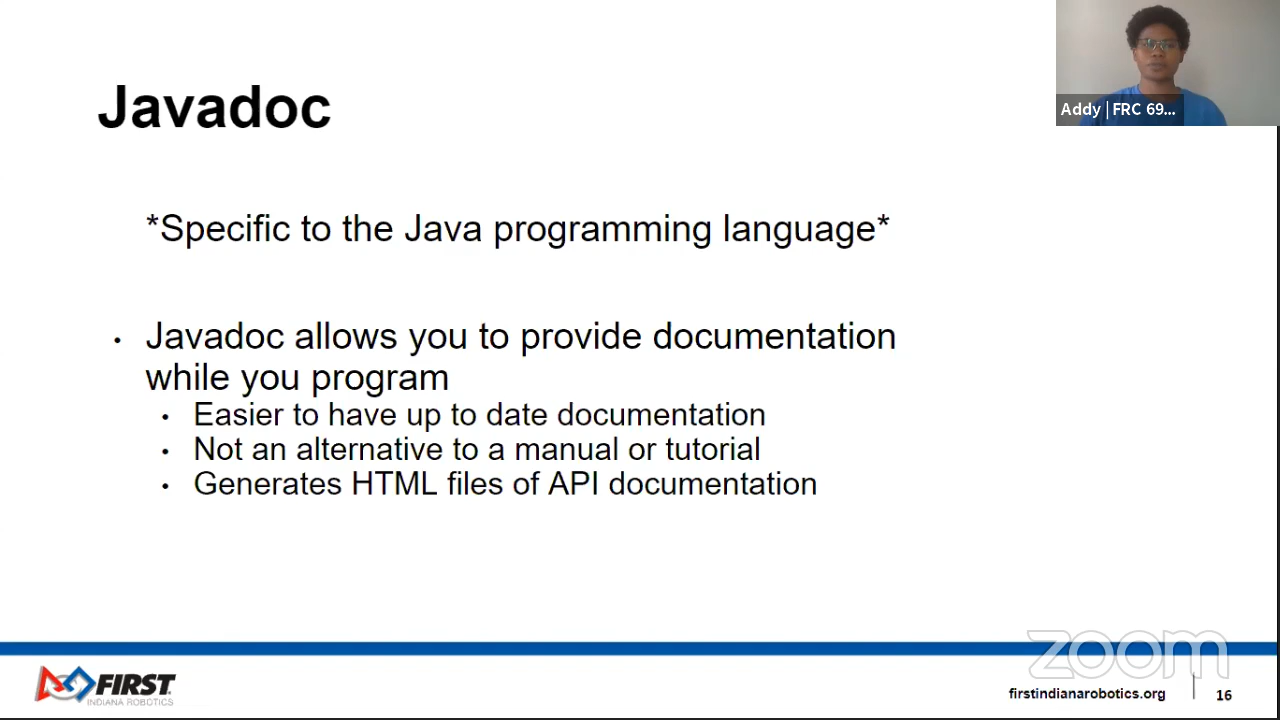 Javadoc
Addy | FRC 69...
*Specific to the Java programming language*
• Javadoc allows you to provide documentation
while you program
• Easier to have up to date documentation
• Not an alternative to a manual or tutorial
• Generates HTML files of API documentation
zoom
FIRST
INDIANA ROBOTICS
firstindianarobotics.org | 16